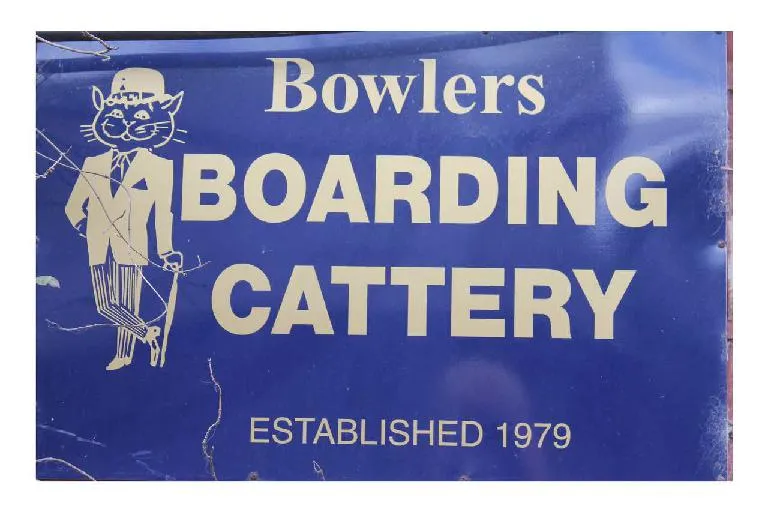 Bowlers
BOARDING
CATTERY
ESTABLISHED 1979